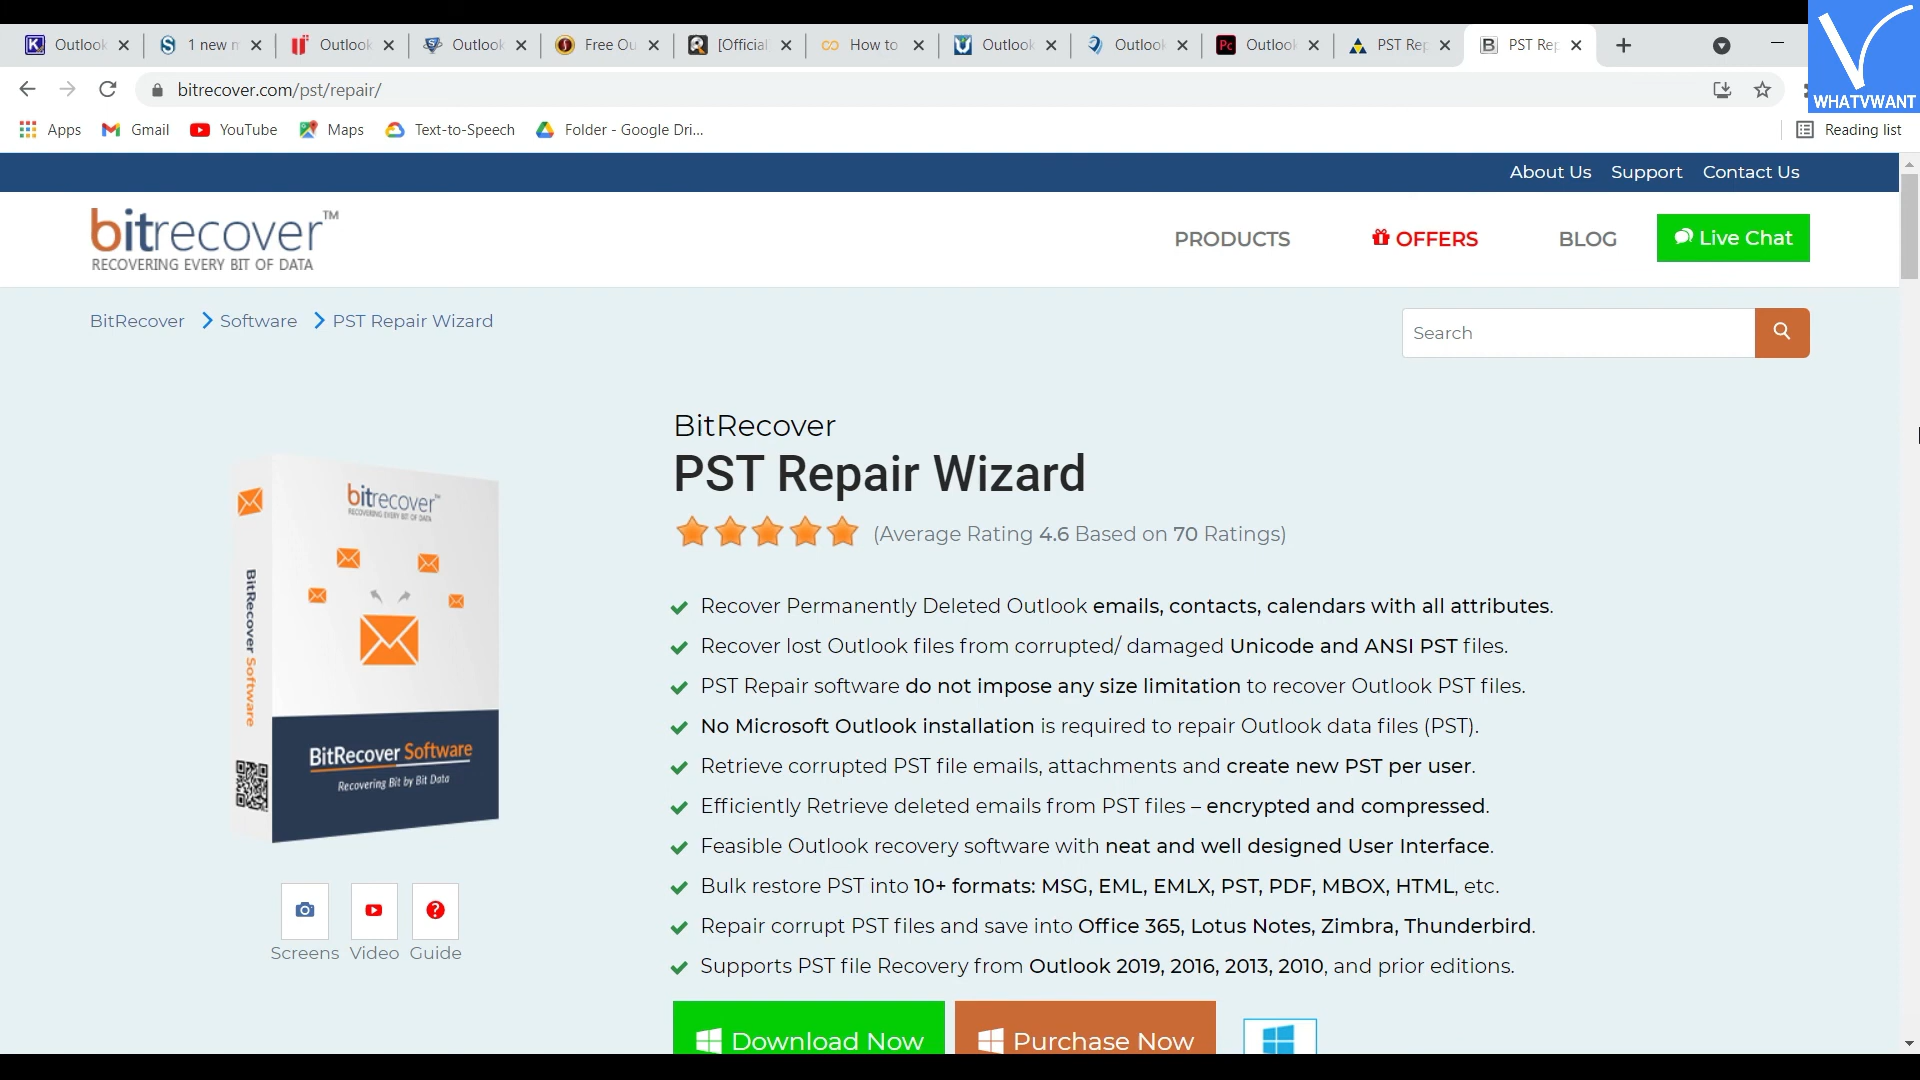 Outlook
1 new m
Outlook
Outlook
Free Ou
[Official
How to
Outlook
Outlook
Outlook
PST Rep
PST Rep
WHATVWANT
bitrecover.com/pst/repair/
Apps
Gmail
YouTube
Maps
Text-to-Speech
Folder - Google Dri...
Reading list
About Us
Support
Contact Us
bitrecover™
RECOVERING EVERY BIT OF DATA
PRODUCTS
OFFERS
BLOG
Live Chat
BitRecover
Software
PST Repair Wizard
Search
BitRecover
PST Repair Wizard
(Average Rating 4.6 Based on 70 Ratings)
Recover Permanently Deleted Outlook emails, contacts, calendars with all attributes.
Recover lost Outlook files from corrupted/ damaged Unicode and ANSI PST files.
PST Repair software do not impose any size limitation to recover Outlook PST files.
No Microsoft Outlook installation is required to repair Outlook data files (PST).
Retrieve corrupted PST file emails, attachments and create new PST per user.
Efficiently Retrieve deleted emails from PST files – encrypted and compressed.
Feasible Outlook recovery software with neat and well designed User Interface.
Bulk restore PST into 10+ formats: MSG, EML, EMLX, PST, PDF, MBOX, HTML, etc.
Repair corrupt PST files and save into Office 365, Lotus Notes, Zimbra, Thunderbird.
Supports PST file Recovery from Outlook 2019, 2016, 2013, 2010, and prior editions.
bitrecover™
RECOVERING EVERY BIT OF DATA
BitRecover Software
BitRecover Software
Recovering Bit by Bit Data
Screens
Video
Guide
Download Now
Purchase Now